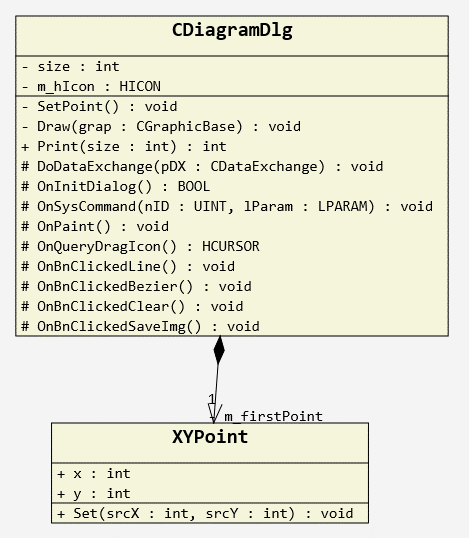 CDiagramDlg
- size : int
- m_hIcon : HICON
- SetPoint() : void
- Draw(grap : CGraphicBase) : void
+ Print(size : int) : int
# DoDataExchange(pDX : CDataExchange) : void
# OnInitDialog() : BOOL
# OnSysCommand(nID : UINT, lParam : LPARAM) : void
# OnPaint() : void
# OnQueryDragIcon() : HCURSOR
# OnBnClickedLine() : void
# OnBnClickedBezier() : void
# OnBnClickedClear() : void
# OnBnClickedSaveImg() : void
1
- m_firstPoint
XYPoint
+ x : int
+ y : int
+ Set(srcX : int, srcY : int) : void